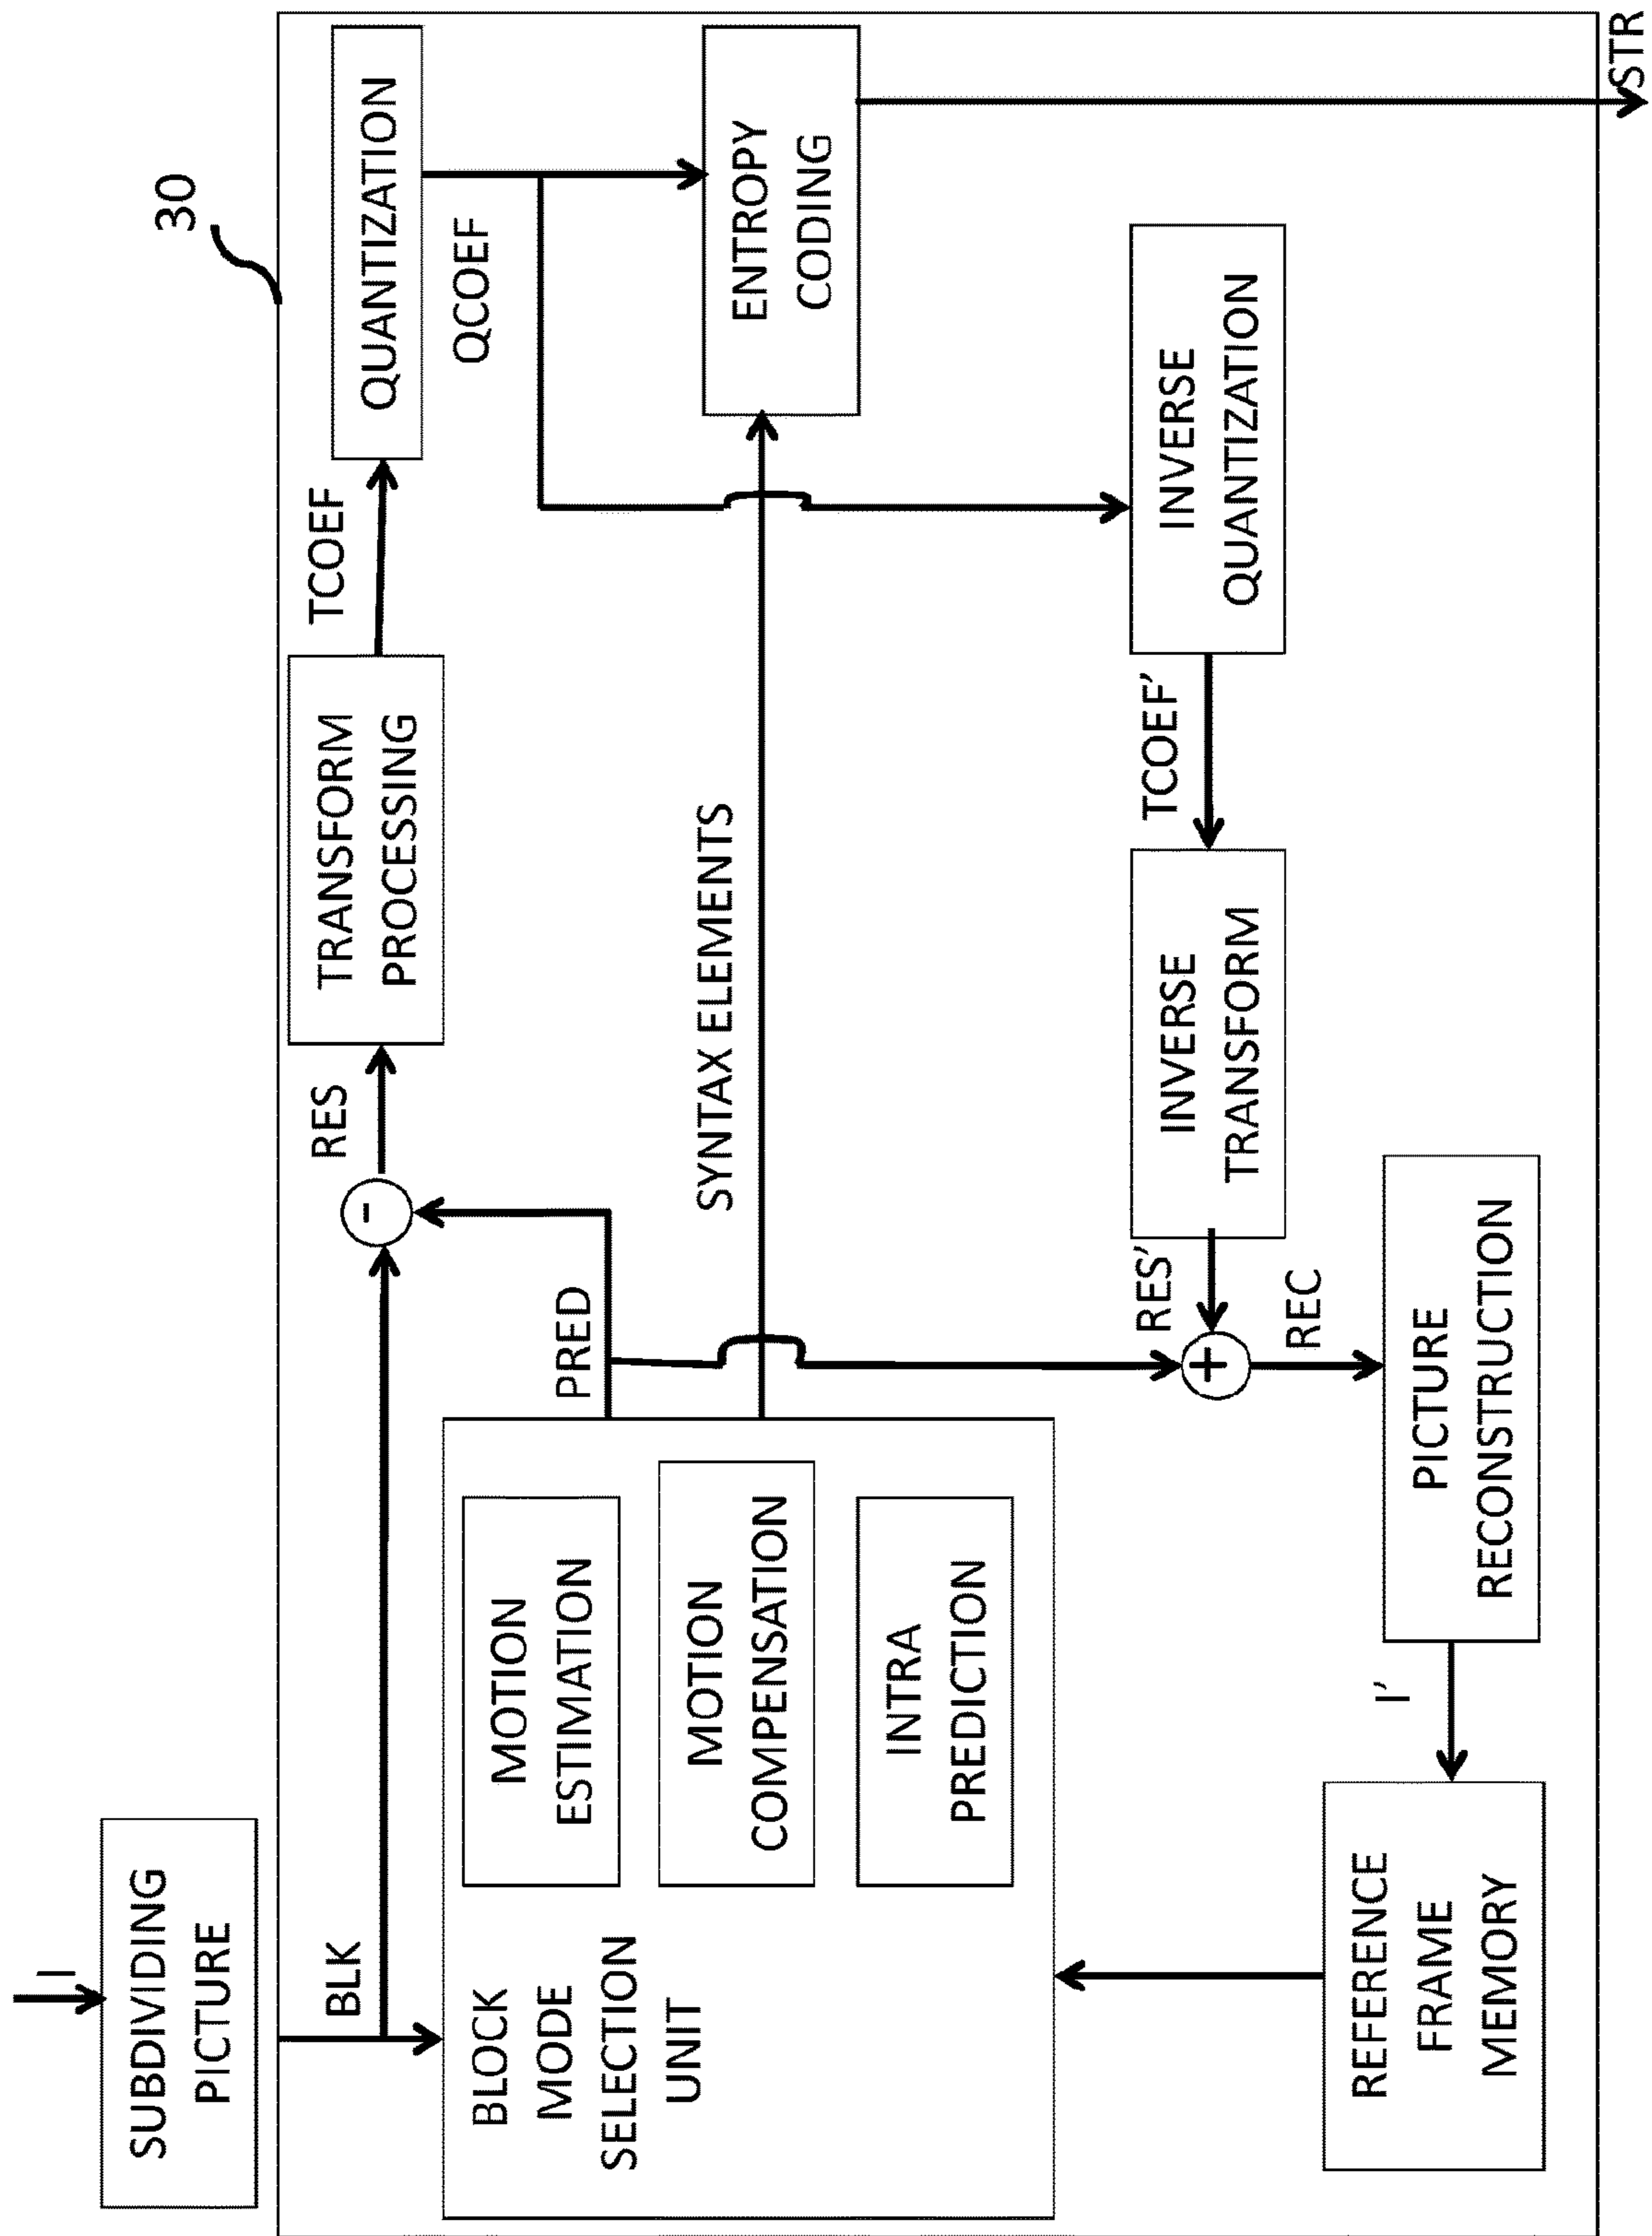 I
SUBDIVIDING
PICTURE
30
BLK
RES
TRANSFORM
PROCESSING
TCOEF
QUANTIZATION
QCOEF
BLOCK
MODE
SELECTION
UNIT
MOTION
ESTIMATION
MOTION
COMPENSATION
INTRA
PREDICTION
PRED
-
SYNTAX ELEMENTS
ENTROPY
CODING
STR
INVERSE
QUANTIZATION
TCOEF'
INVERSE
TRANSFORM
RES'
+
REC
PICTURE
RECONSTRUCTION
I'
REFERENCE
FRAME
MEMORY